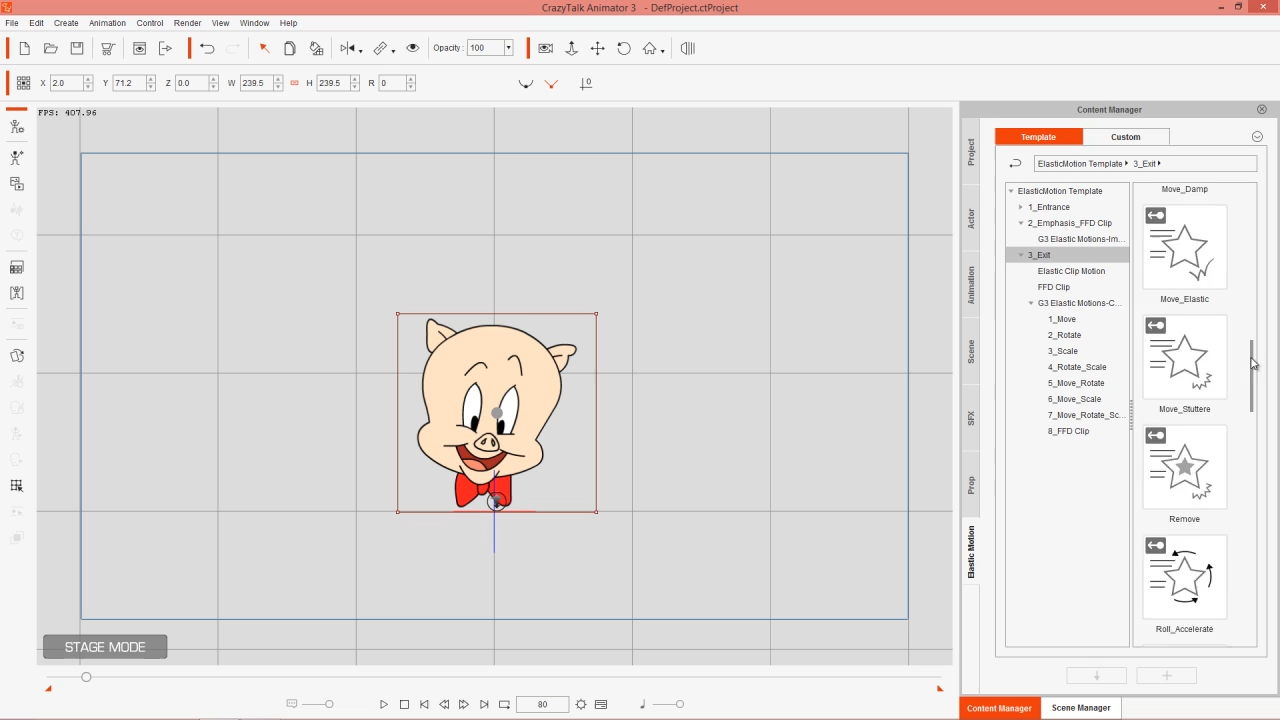 CrazyTalk Animator 3 - DefProject.ctProject
File Edit Create Animation Control Render View Window Help
Opacity : 100
X 2.0 Y 71.2 Z 0.0 W 239.5 H 239.5 R 0
Content Manager
FPS: 407.96
Template Custom
ElasticMotion Template 3_Exit
Project
Actor
Animation
Scene
SFX
Prop
Elastic Motion
ElasticMotion Template
1_Entrance
2_Emphasis_FFD Clip
G3 Elastic Motions-Im...
3_Exit
Elastic Clip Motion
FFD Clip
G3 Elastic Motions-C...
1_Move
2_Rotate
3_Scale
4_Rotate_Scale
5_Move_Rotate
6_Move_Scale
7_Move_Rotate_Sc...
8_FFD Clip
Move_Damp
Move_Elastic
Move_Stuttere
Remove
Roll_Accelerate
STAGE MODE
80
Content Manager Scene Manager